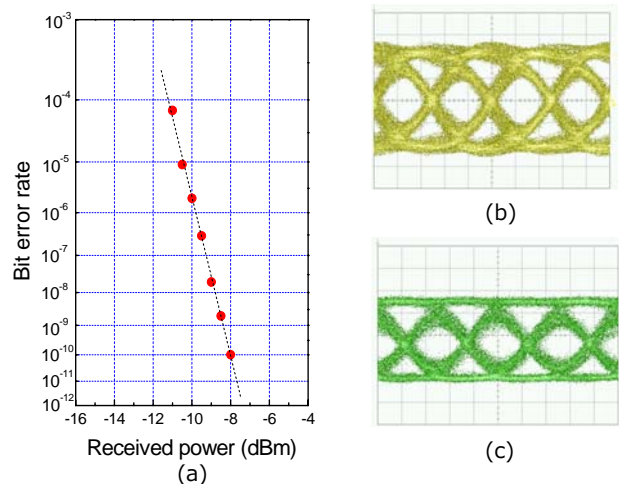 10⁻³
10⁻⁴
10⁻⁵
10⁻⁶
10⁻⁷
10⁻⁸
10⁻⁹
10⁻¹⁰
10⁻¹¹
10⁻¹²
Bit error rate
-16 -14 -12 -10 -8 -6 -4
Received power (dBm)
(a)
(b)
(c)